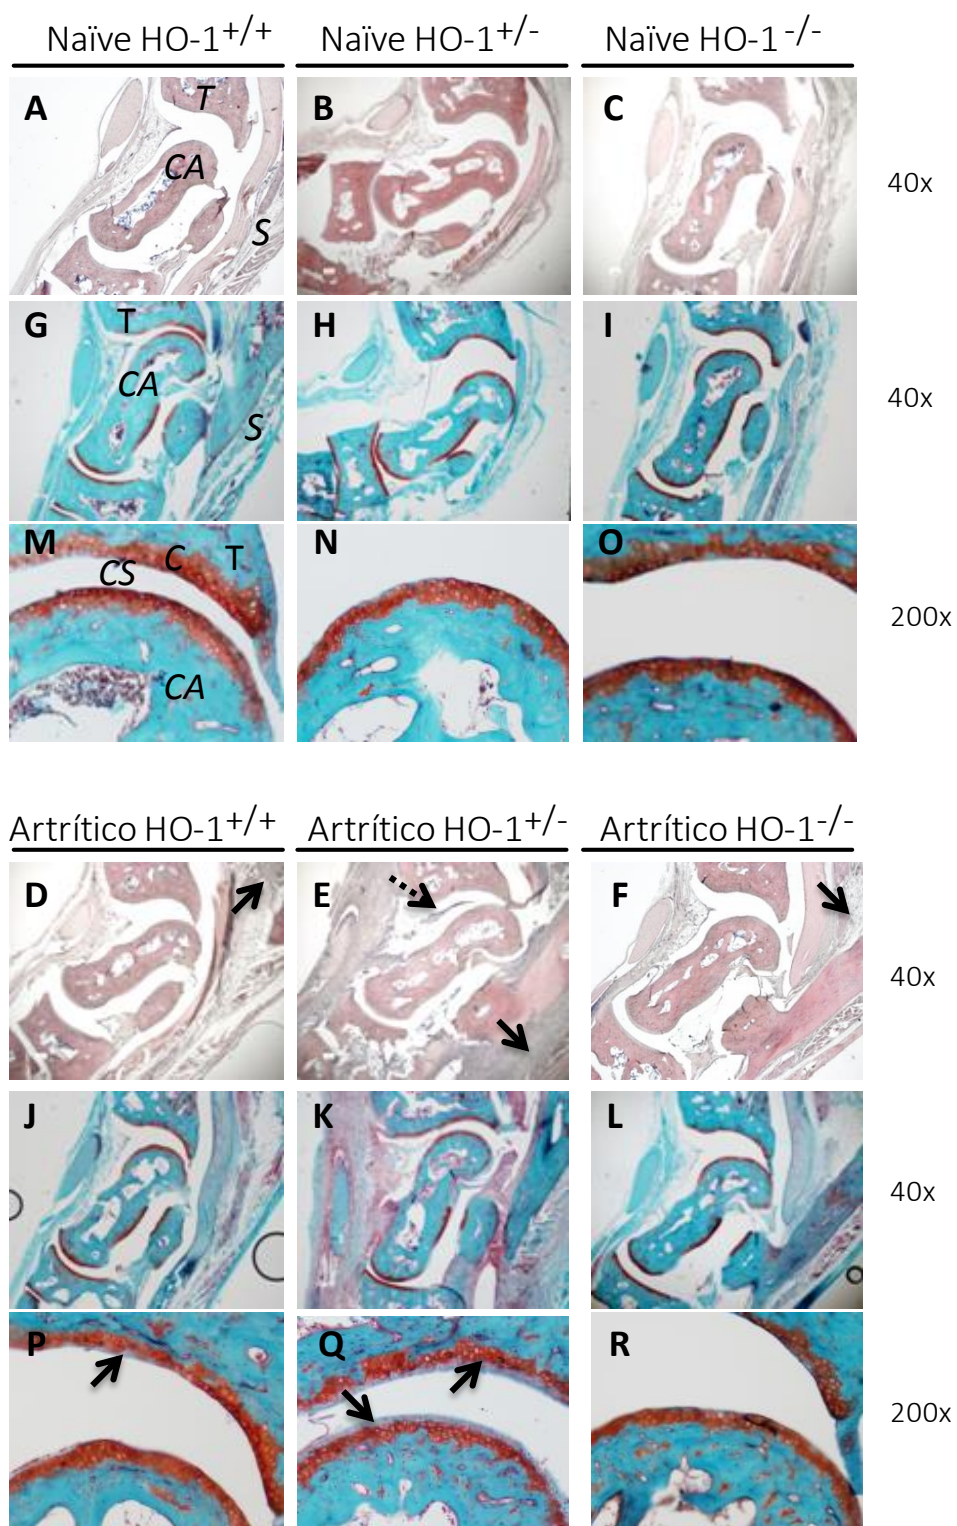 Naïve HO-1+/+ Naïve HO-1+/- Naïve HO-1 -/-
A T CA S B C 40x
G T CA S H I 40x
M CS C T CA N O 200x
Artrítico HO-1+/+ Artrítico HO-1+/- Artrítico HO-1-/-
D E F 40x
J K L 40x
P Q R 200x